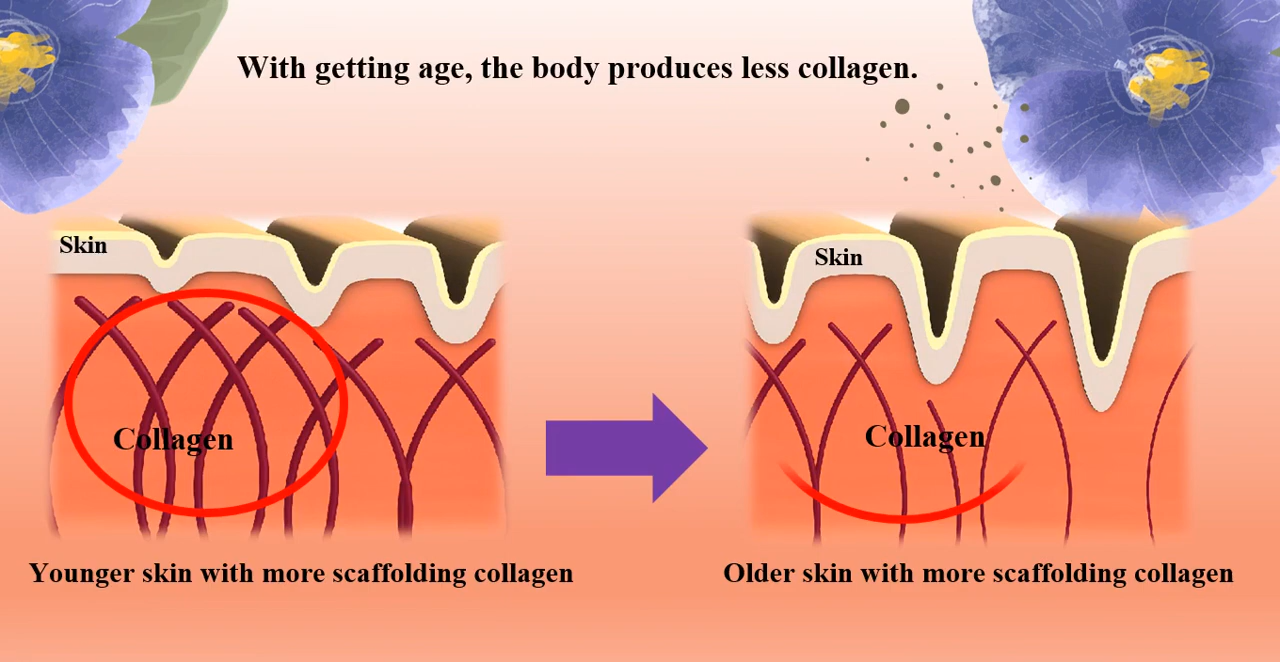 With getting age, the body produces less collagen.
Skin
Skin
Collagen
Collagen
Younger skin with more scaffolding collagen
Older skin with more scaffolding collagen